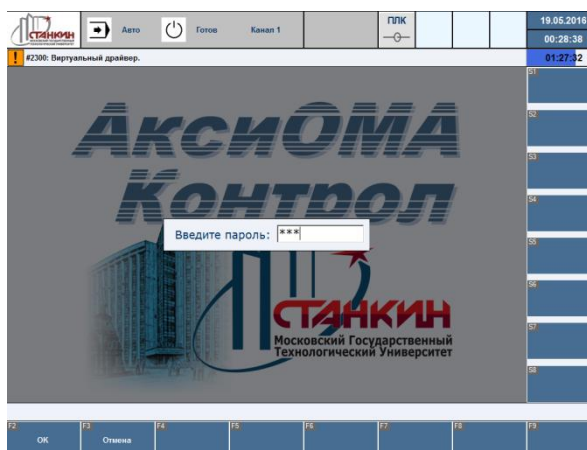 СТАНКИН
Авто
Готов
Канал 1
ПЛК
19.05.2016
00:28:38
! #2300: Виртуальный драйвер.
01:27:32
S1
S2
S3
S4
S5
S6
S7
S8
АксиОМА
Контрол
Введите пароль: ***
СТАНКИН
Московский Государственный
Технологический Университет
F2
F3
F4
F5
F6
F7
F8
F9
OK
Отмена